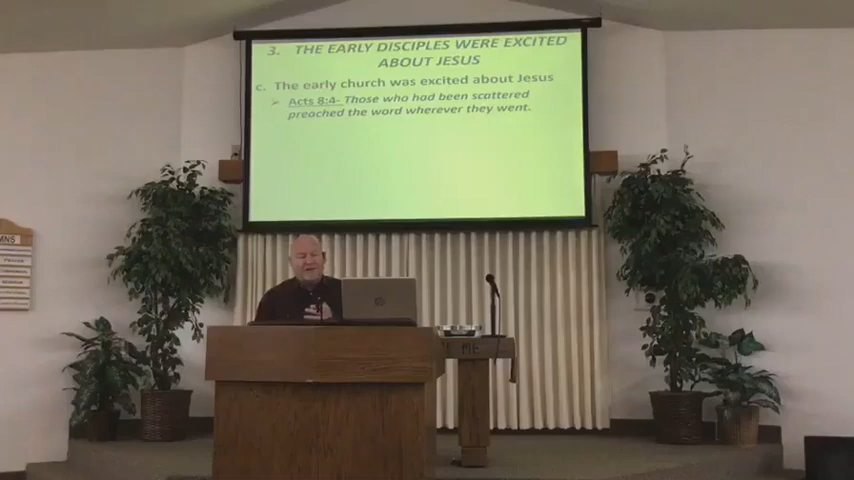 3. THE EARLY DISCIPLES WERE EXCITED
ABOUT JESUS
c. The early church was excited about Jesus
➢ Acts 8:4- Those who had been scattered
preached the word wherever they went.
ME